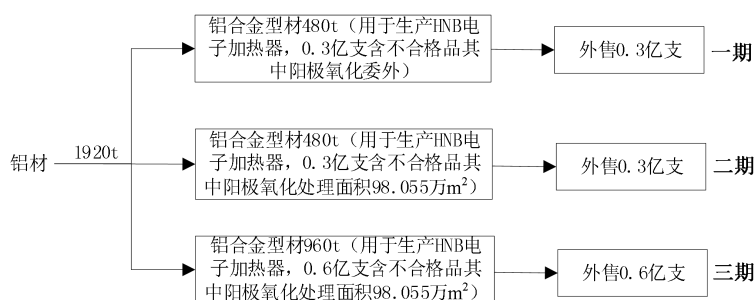 铝合金型材480t（用于生产HNB电
子加热器，0.3亿支含不合格品其
中阳极氧化委外）
外售0.3亿支
一期
铝材
1920t
铝合金型材480t（用于生产HNB电
子加热器，0.3亿支含不合格品其
中阳极氧化处理面积98.055万m²）
外售0.3亿支
二期
铝合金型材960t（用于生产HNB电
子加热器，0.6亿支含不合格品其
中阳极氧化处理面积98.055万m²）
外售0.6亿支
三期